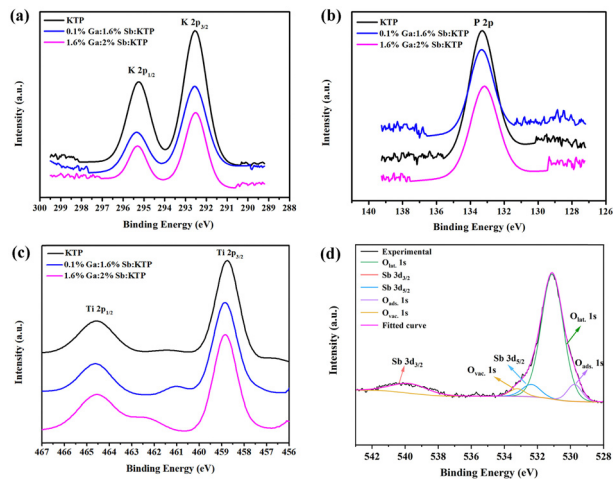 (a)
KTP
0.1% Ga:1.6% Sb:KTP
1.6% Ga:2% Sb:KTP
K 2p3/2
K 2p1/2
Intensity (a.u.)
300 299 298 297 296 295 294 293 292 291 290 289 288
Binding Energy (eV)
(b)
KTP
0.1% Ga:1.6% Sb:KTP
1.6% Ga:2% Sb:KTP
P 2p
Intensity (a.u.)
142 140 138 136 134 132 130 128 126
Binding Energy (eV)
(c)
KTP
0.1% Ga:1.6% Sb:KTP
1.6% Ga:2% Sb:KTP
Ti 2p3/2
Ti 2p1/2
Intensity (a.u.)
467 466 465 464 463 462 461 460 459 458 457 456
Binding Energy (eV)
(d)
Experimental
Olat. 1s
Sb 3d3/2
Sb 3d5/2
Oads. 1s
Ovac. 1s
Fitted curve
Sb 3d3/2
Ovac. 1s
Sb 3d5/2
Olat. 1s
Oads. 1s
Intensity (a.u.)
542 540 538 536 534 532 530 528
Binding Energy (eV)